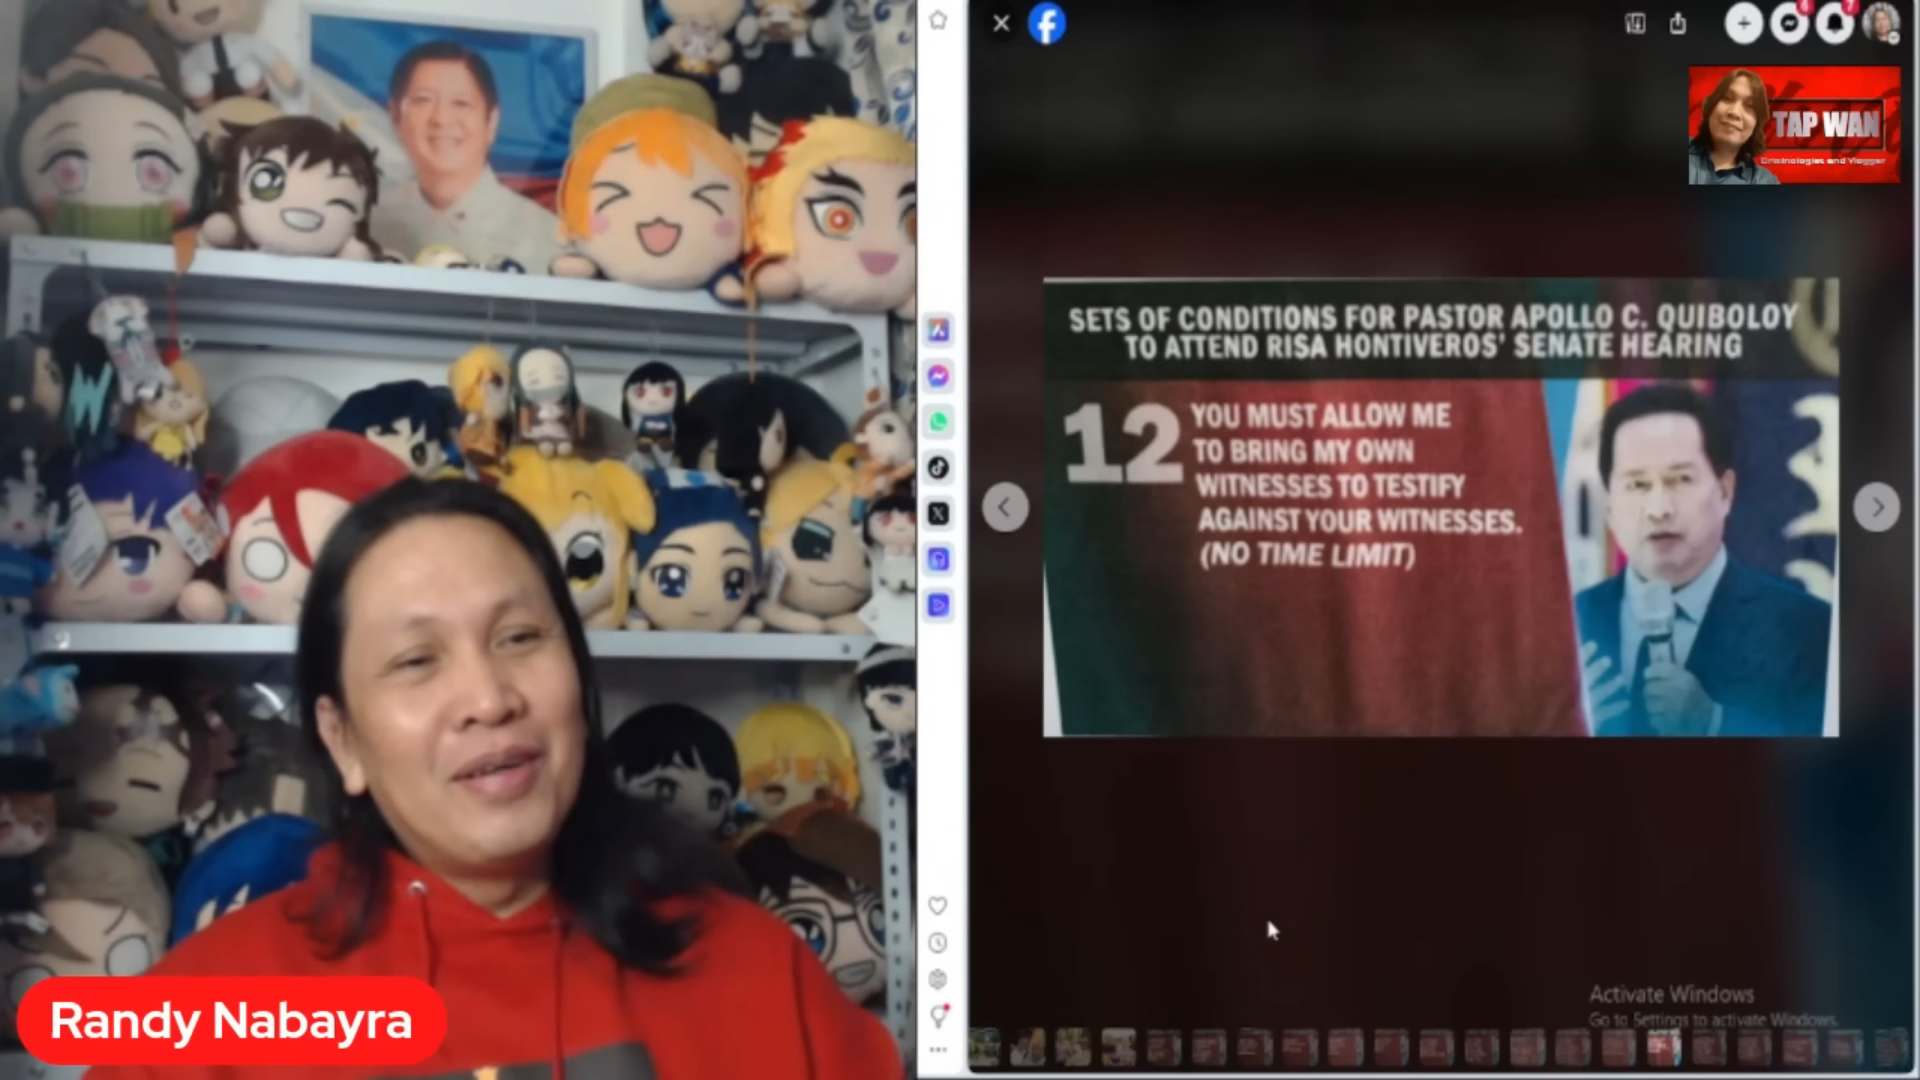 TAP WAN
Criminologist and Vlogger
SETS OF CONDITIONS FOR PASTOR APOLLO C. QUIBOLOY
TO ATTEND RISA HONTIVEROS' SENATE HEARING
12
YOU MUST ALLOW ME
TO BRING MY OWN
WITNESSES TO TESTIFY
AGAINST YOUR WITNESSES.
(NO TIME LIMIT)
Activate Windows
Go to Settings to activate Windows.
Randy Nabayra